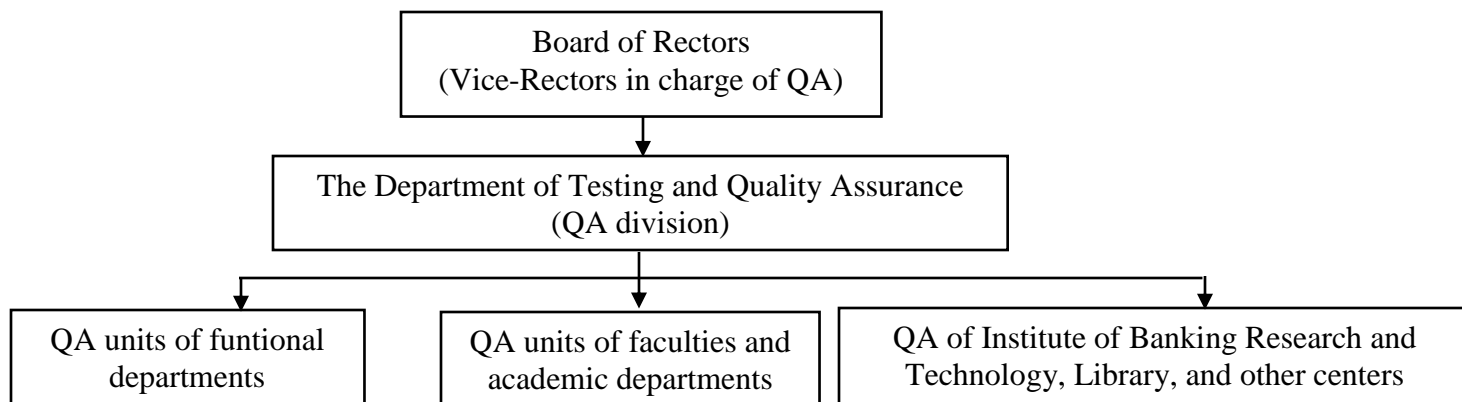 Board of Rectors
(Vice-Rectors in charge of QA)
The Department of Testing and Quality Assurance
(QA division)
QA units of funtional
departments
QA units of faculties and
academic departments
QA of Institute of Banking Research and
Technology, Library, and other centers